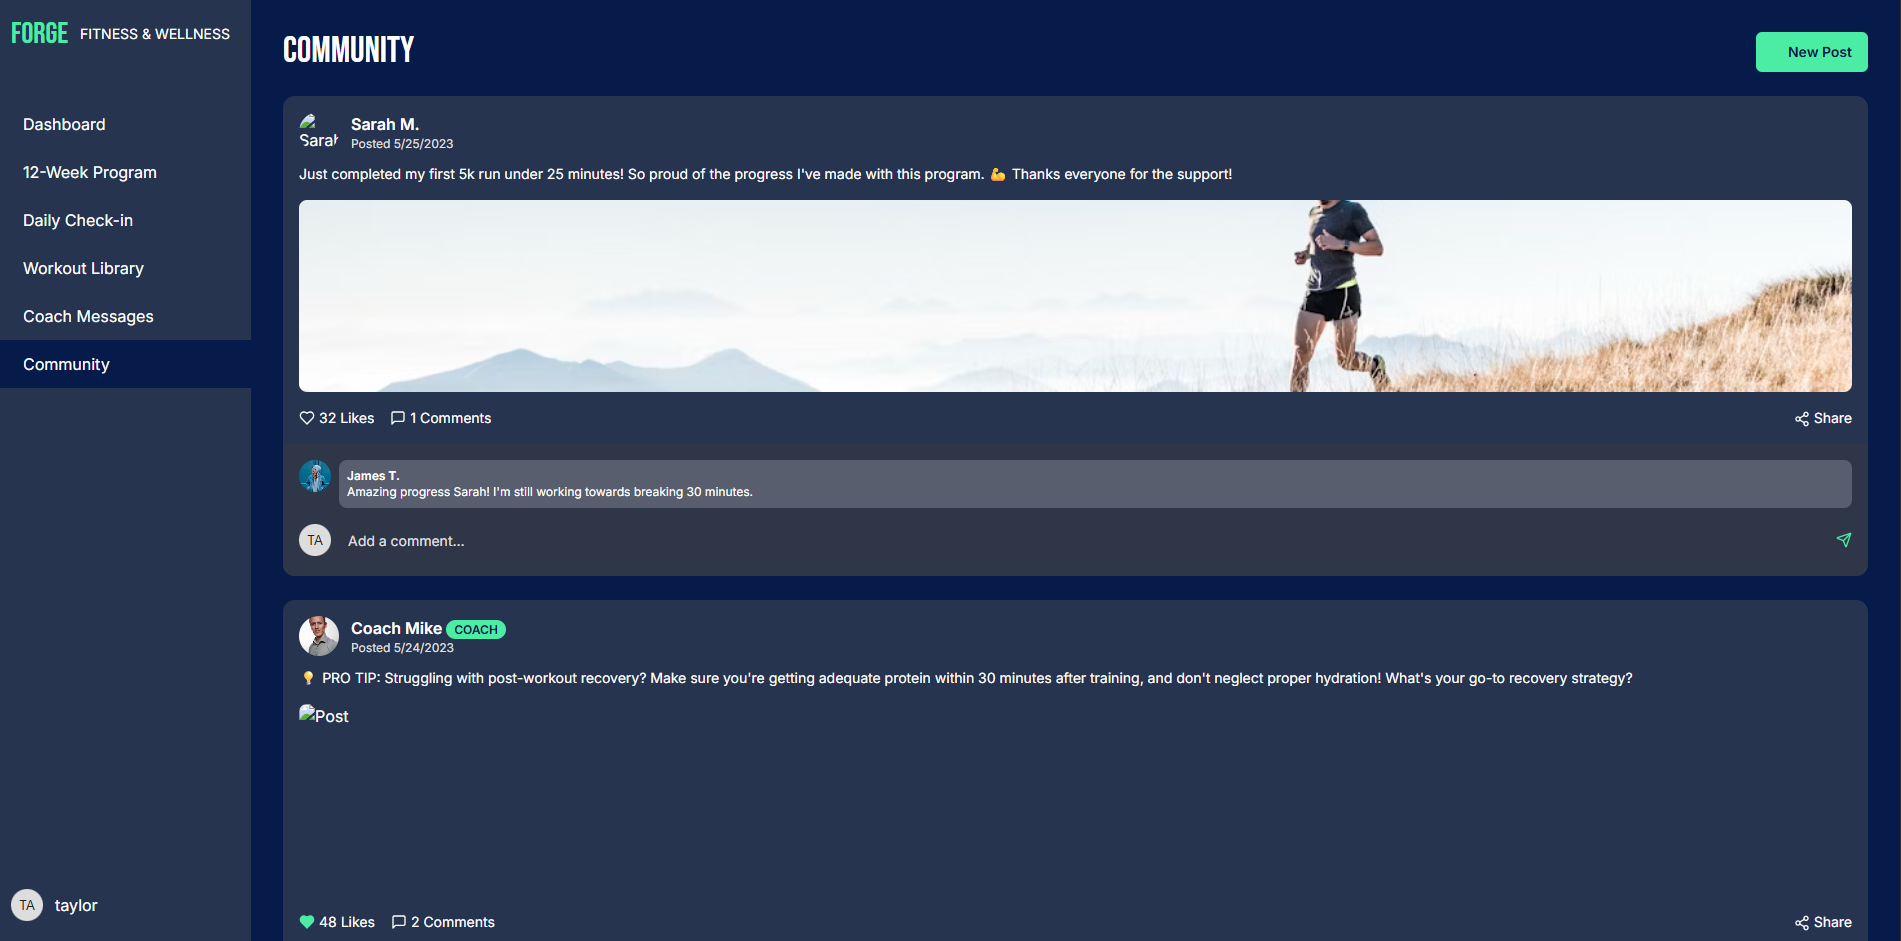 FORGE FITNESS & WELLNESS
Dashboard
12-Week Program
Daily Check-in
Workout Library
Coach Messages
Community
TA taylor
COMMUNITY
New Post
Sarah
Sarah M.
Posted 5/25/2023
Just completed my first 5k run under 25 minutes! So proud of the progress I've made with this program. 💪 Thanks everyone for the support!
32 Likes 1 Comments Share
James T.
Amazing progress Sarah! I'm still working towards breaking 30 minutes.
TA Add a comment...
Coach Mike COACH
Posted 5/24/2023
💡 PRO TIP: Struggling with post-workout recovery? Make sure you're getting adequate protein within 30 minutes after training, and don't neglect proper hydration! What's your go-to recovery strategy?
Post
48 Likes 2 Comments Share